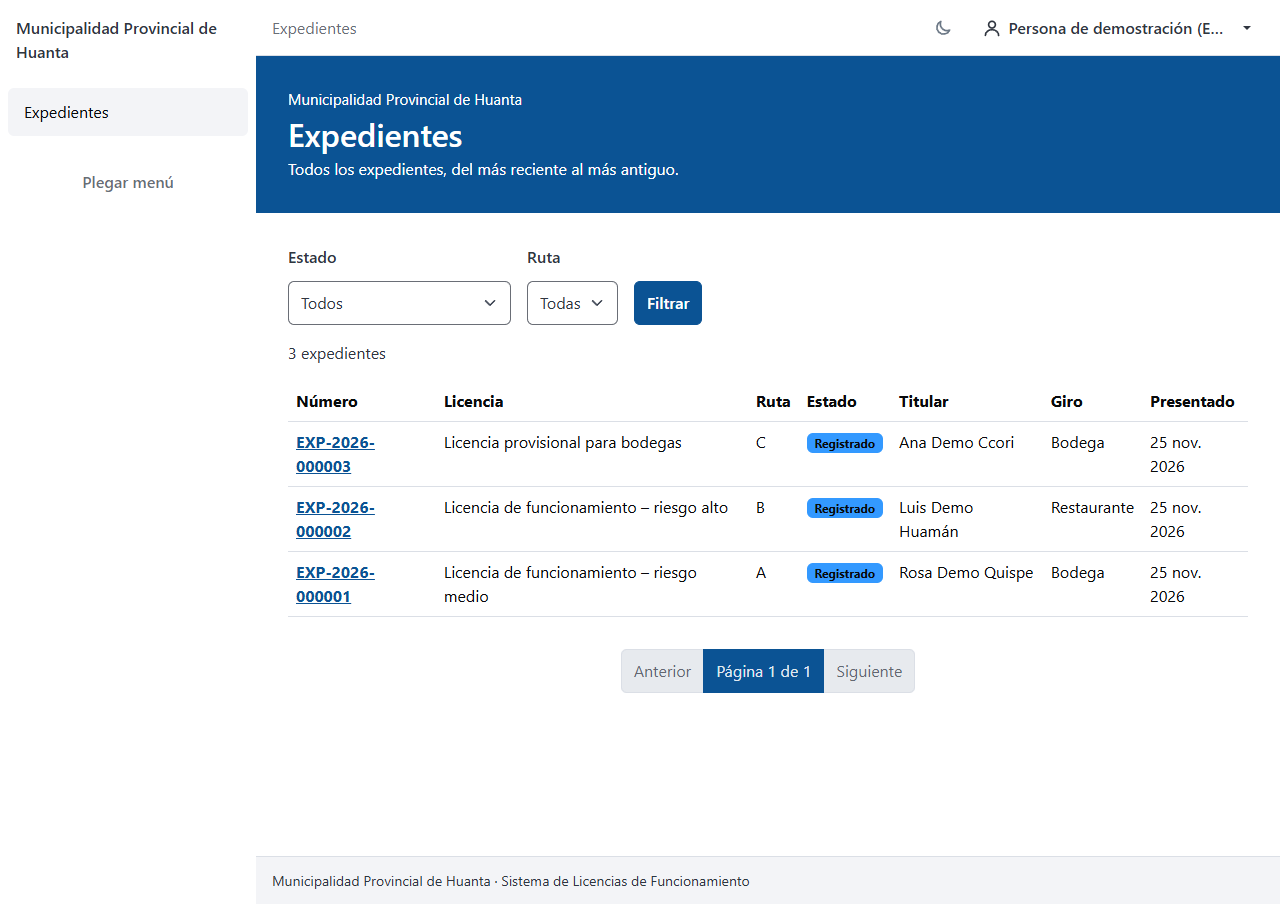 Municipalidad Provincial de
Huanta
Expedientes
Plegar menú
Expedientes
Persona de demostración (E...
Municipalidad Provincial de Huanta
Expedientes
Todos los expedientes, del más reciente al más antiguo.
Estado
Ruta
Todos
Todas
Filtrar
3 expedientes
Número Licencia Ruta Estado Titular Giro Presentado
EXP-2026- Licencia provisional para bodegas C Registrado Ana Demo Ccori Bodega 25 nov.
000003 2026
EXP-2026- Licencia de funcionamiento – riesgo alto B Registrado Luis Demo Restaurante 25 nov.
000002 Huamán 2026
EXP-2026- Licencia de funcionamiento – riesgo A Registrado Rosa Demo Quispe Bodega 25 nov.
000001 medio 2026
Anterior Página 1 de 1 Siguiente
Municipalidad Provincial de Huanta · Sistema de Licencias de Funcionamiento